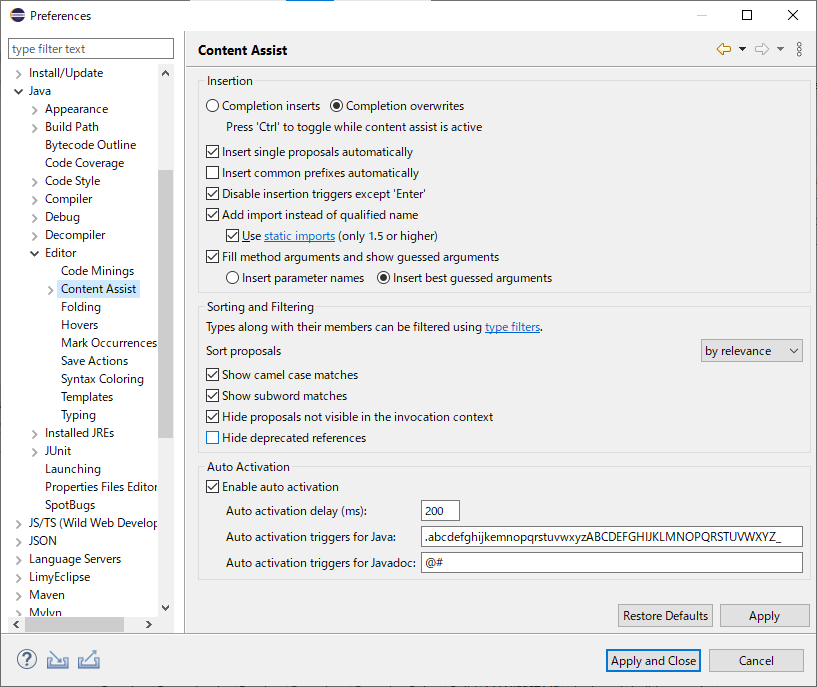 Preferences
type filter text
Install/Update
Java
Appearance
Build Path
Bytecode Outline
Code Coverage
Code Style
Compiler
Debug
Decompiler
Editor
Code Minings
Content Assist
Folding
Hovers
Mark Occurrences
Save Actions
Syntax Coloring
Templates
Typing
Installed JREs
JUnit
Launching
Properties Files Editor
SpotBugs
JS/TS (Wild Web Develop
JSON
Language Servers
LimyEclipse
Maven
Mylyn
Content Assist
Insertion
Completion inserts Completion overwrites
Press 'Ctrl' to toggle while content assist is active
Insert single proposals automatically
Insert common prefixes automatically
Disable insertion triggers except 'Enter'
Add import instead of qualified name
Use static imports (only 1.5 or higher)
Fill method arguments and show guessed arguments
Insert parameter names Insert best guessed arguments
Sorting and Filtering
Types along with their members can be filtered using type filters.
Sort proposals by relevance
Show camel case matches
Show subword matches
Hide proposals not visible in the invocation context
Hide deprecated references
Auto Activation
Enable auto activation
Auto activation delay (ms): 200
Auto activation triggers for Java: .abcdefghijkemnopqrstuvwxyzABCDEFGHIJKLMNOPQRSTUVWXYZ_
Auto activation triggers for Javadoc: @#
Restore Defaults Apply
? Apply and Close Cancel